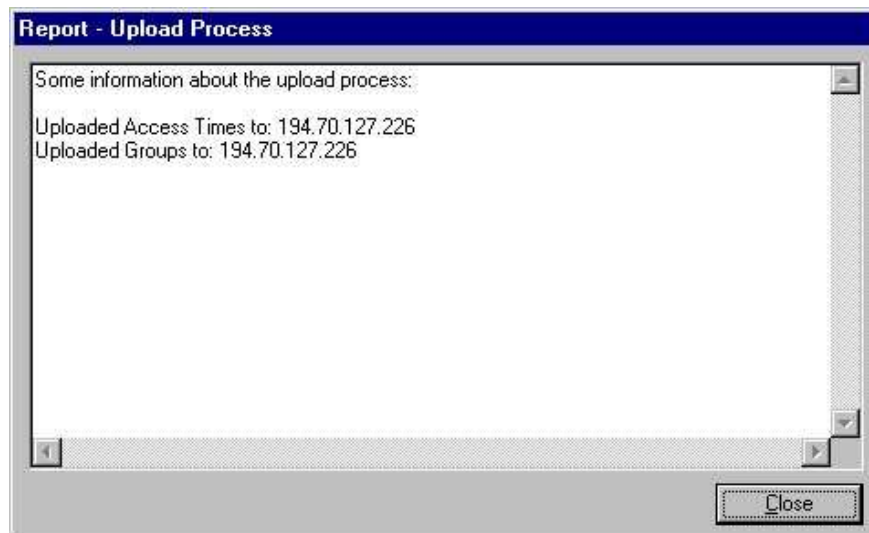 Report - Upload Process
Some information about the upload process:
Uploaded Access Times to: 194.70.127.226
Uploaded Groups to: 194.70.127.226
Close